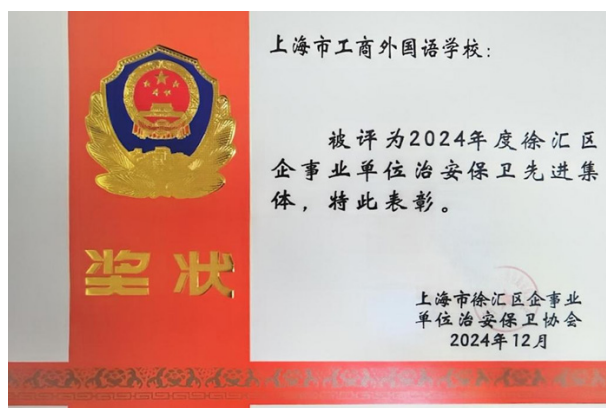 上海市工商外国语学校：
被评为2024年度徐汇区
企事业单位治安保卫先进集
体，特此表彰。
奖状
上海市徐汇区企事业
单位治安保卫协会
2024年12月